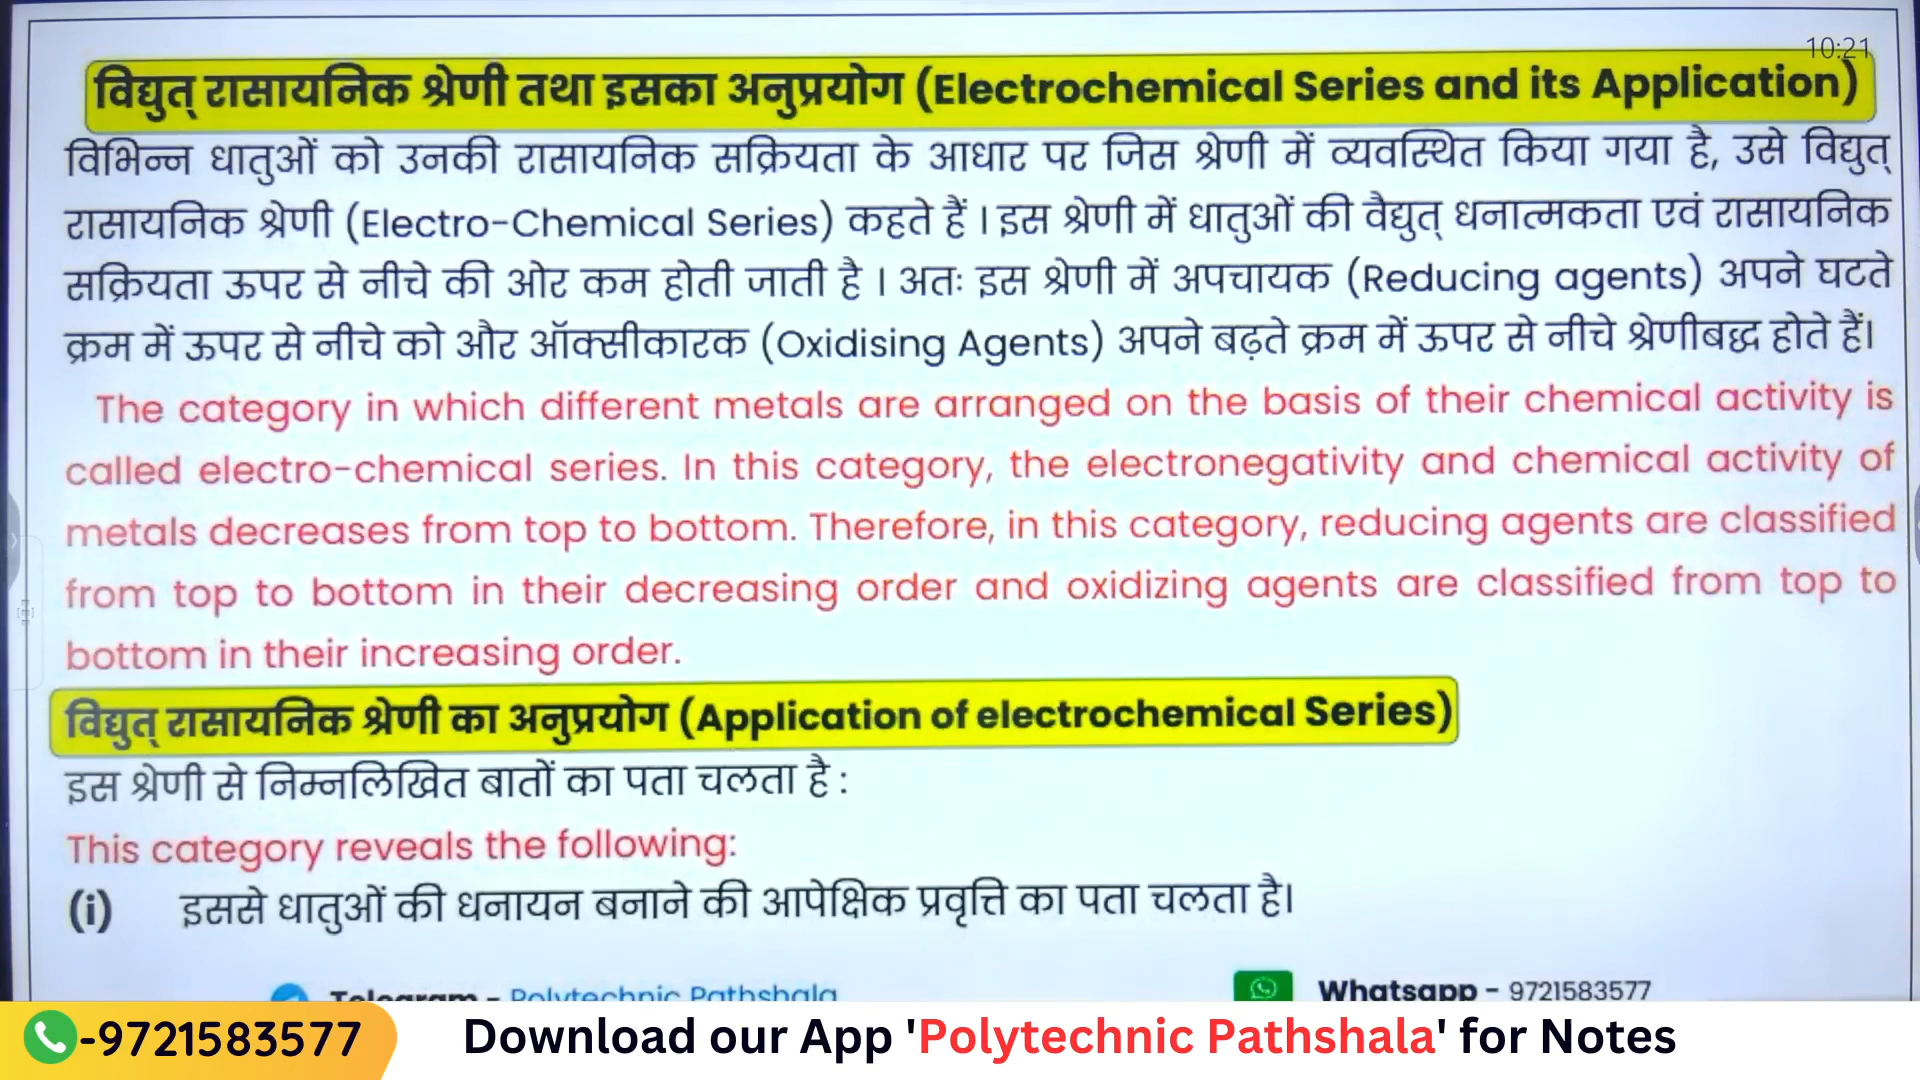 10:21
विद्युत् रासायनिक श्रेणी तथा इसका अनुप्रयोग (Electrochemical Series and its Application)
विभिन्न धातुओं को उनकी रासायनिक सक्रियता के आधार पर जिस श्रेणी में व्यवस्थित किया गया है, उसे विद्युत्
रासायनिक श्रेणी (Electro-Chemical Series) कहते हैं । इस श्रेणी में धातुओं की वैद्युत् धनात्मकता एवं रासायनिक
सक्रियता ऊपर से नीचे की ओर कम होती जाती है । अतः इस श्रेणी में अपचायक (Reducing agents) अपने घटते
क्रम में ऊपर से नीचे को और ऑक्सीकारक (Oxidising Agents) अपने बढ़ते क्रम में ऊपर से नीचे श्रेणीबद्ध होते हैं।
The category in which different metals are arranged on the basis of their chemical activity is
called electro-chemical series. In this category, the electronegativity and chemical activity of
metals decreases from top to bottom. Therefore, in this category, reducing agents are classified
from top to bottom in their decreasing order and oxidizing agents are classified from top to
bottom in their increasing order.
विद्युत् रासायनिक श्रेणी का अनुप्रयोग (Application of electrochemical Series)
इस श्रेणी से निम्नलिखित बातों का पता चलता है :
This category reveals the following:
(i) इससे धातुओं की धनायन बनाने की आपेक्षिक प्रवृत्ति का पता चलता है।
Telegram - Polytechnic Pathshala Whatsapp - 9721583577
-9721583577 Download our App 'Polytechnic Pathshala' for Notes